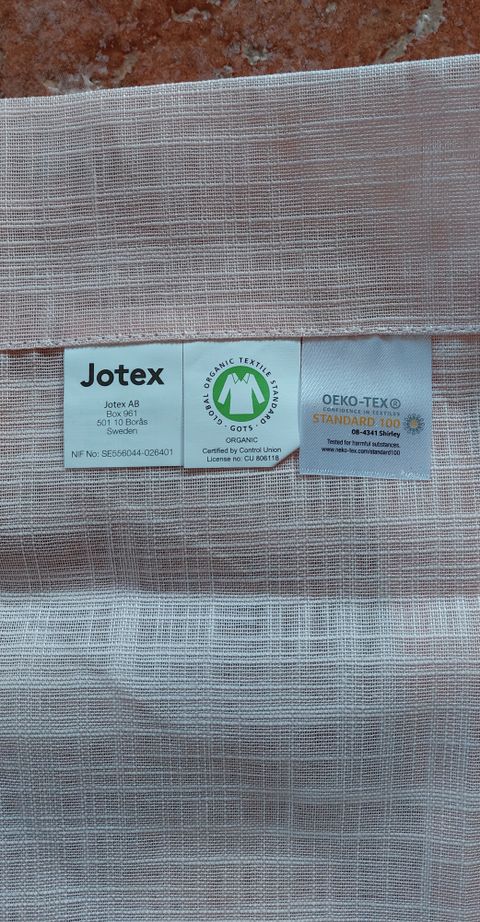 Jotex
Jotex AB
Box 961
501 10 Borås
Sweden
NIF No: SE556044-026401
GLOBAL ORGANIC TEXTILE STANDARD · GOTS ·
ORGANIC
Certified by Control Union
License no: CU 806118
OEKO-TEX®
CONFIDENCE IN TEXTILES
STANDARD 100
08-4341 Shirley
Tested for harmful substances.
www.oeko-tex.com/standard100